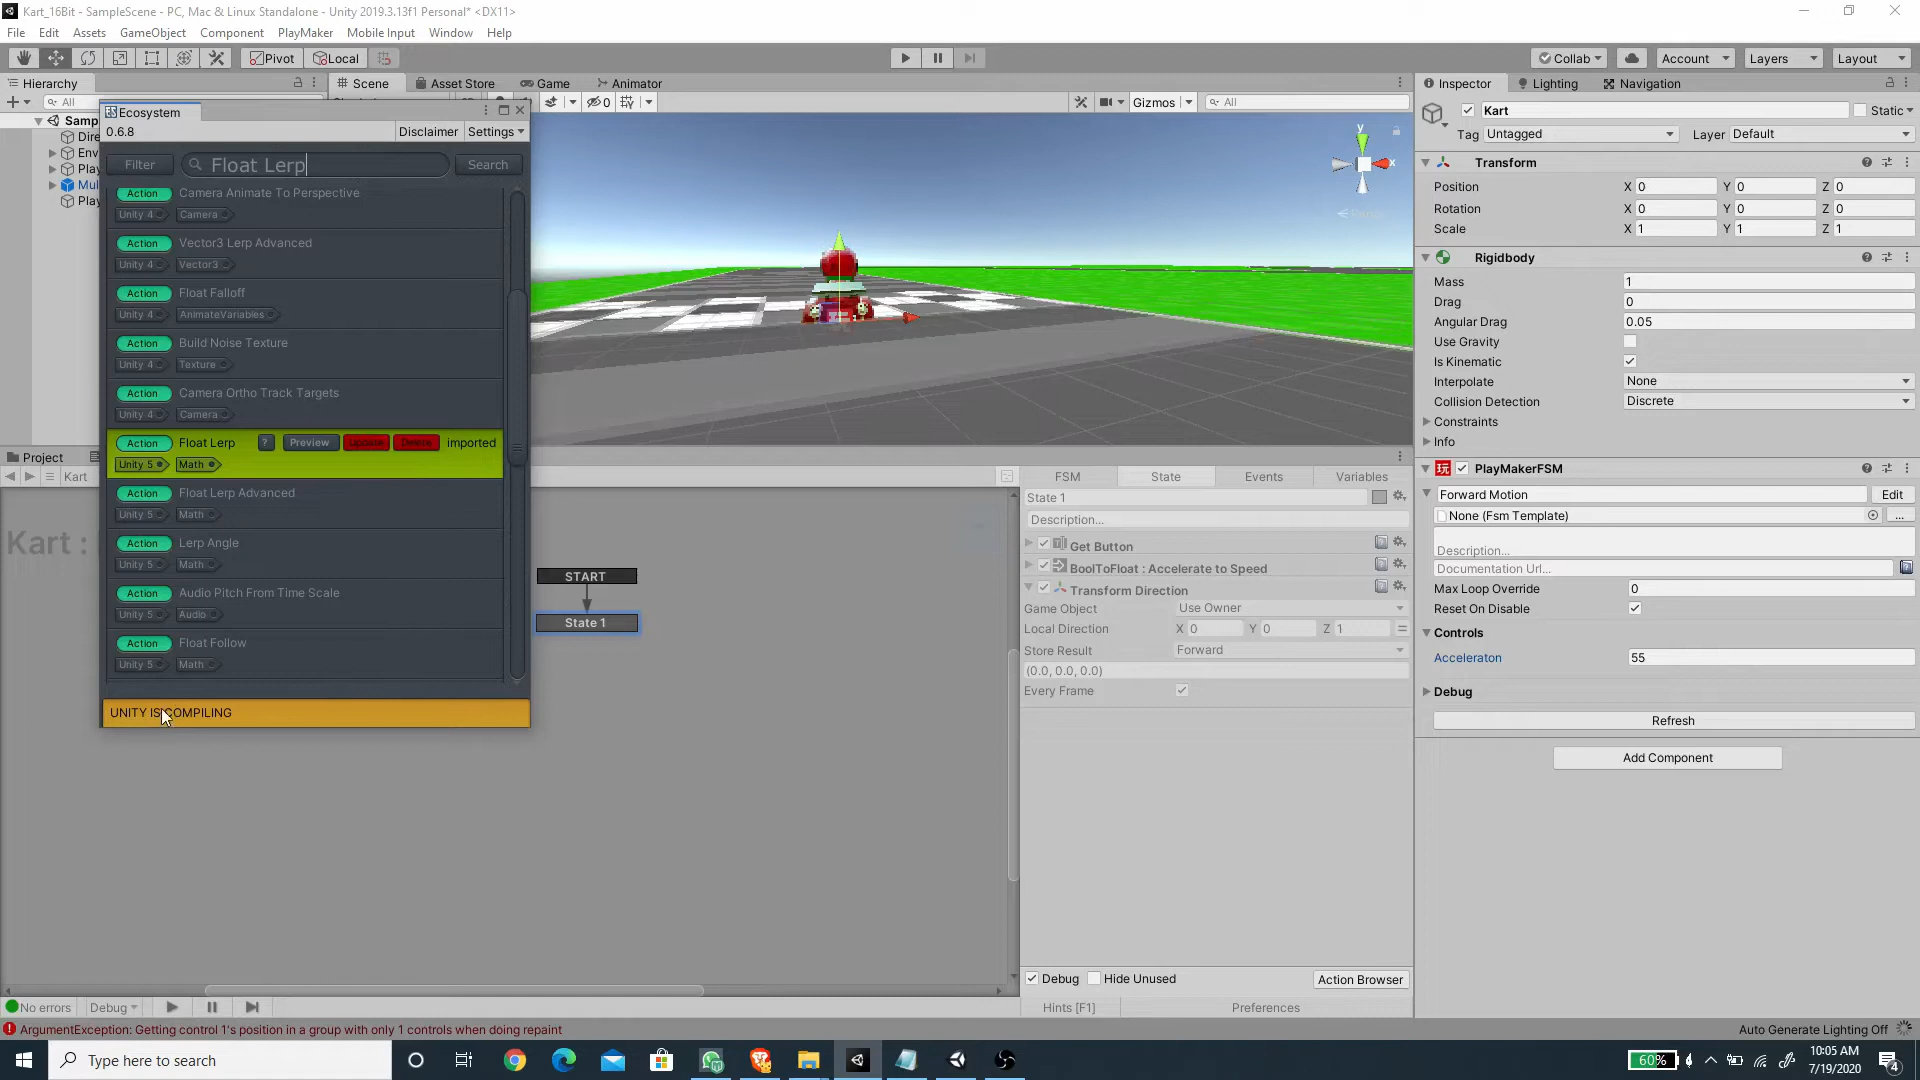 Kart_16Bit - SampleScene - PC, Mac & Linux Standalone - Unity 2019.3.13f1 Personal* <DX11>
File Edit Assets GameObject Component PlayMaker Mobile Input Window Help
Pivot Local Collab Account Layers Layout
Hierarchy Scene Asset Store Game Animator Inspector Lighting Navigation
All 0 Gizmos All
Ecosystem
0.6.8 Disclaimer Settings
Filter Float Lerp Search
Samp
Dire
Env
Play
Mul
Play
Action Camera Animate To Perspective
Unity 4 Camera
Action Vector3 Lerp Advanced
Unity 4 Vector3
Action Float Falloff
Unity 4 AnimateVariables
Action Build Noise Texture
Unity 4 Texture
Action Camera Ortho Track Targets
Unity 4 Camera
Action Float Lerp ? Preview Update Delete imported
Unity 5 Math
Action Float Lerp Advanced
Unity 5 Math
Action Lerp Angle
Unity 5 Math
Action Audio Pitch From Time Scale
Unity 5 Audio
Action Float Follow
Unity 5 Math
UNITY IS COMPILING
y
x
Project
Kart
Kart :
START
State 1
FSM State Events Variables
State 1
Description...
Get Button
BoolToFloat : Accelerate to Speed
Transform Direction
Game Object Use Owner
Local Direction X 0 Y 0 Z 1
Store Result Forward
(0.0, 0.0, 0.0)
Every Frame
Debug Hide Unused Action Browser
Hints [F1] Preferences
Kart Static
Tag Untagged Layer Default
Transform
Position X 0 Y 0 Z 0
Rotation X 0 Y 0 Z 0
Scale X 1 Y 1 Z 1
Rigidbody
Mass 1
Drag 0
Angular Drag 0.05
Use Gravity
Is Kinematic
Interpolate None
Collision Detection Discrete
Constraints
Info
PlayMakerFSM
Forward Motion Edit
None (Fsm Template) ...
Description...
Documentation Url...
Max Loop Override 0
Reset On Disable
Controls
Acceleraton 55
Debug
Refresh
Add Component
No errors Debug
ArgumentException: Getting control 1's position in a group with only 1 controls when doing repaint
Auto Generate Lighting Off
Type here to search
60%
10:05 AM
7/19/2020
4